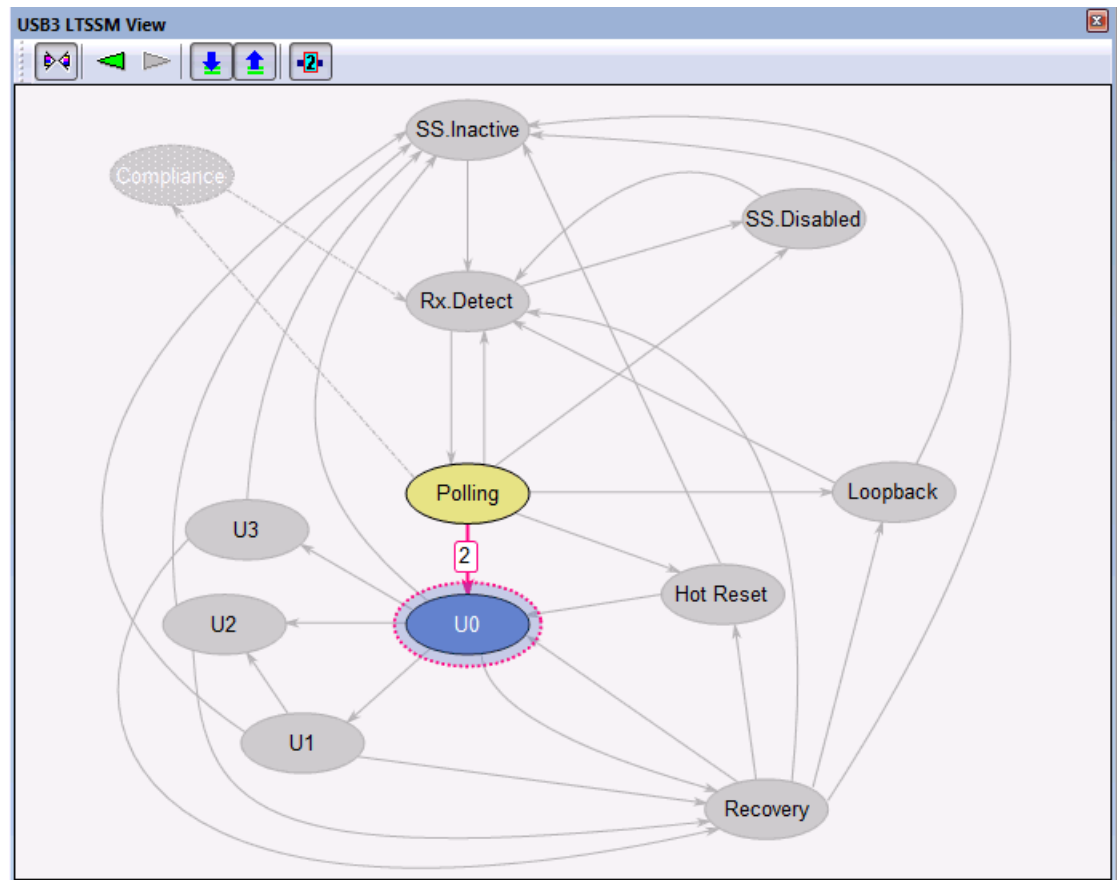 USB3 LTSSM View
2
SS.Inactive
Compliance
SS.Disabled
Rx.Detect
Polling
Loopback
U3
2
Hot Reset
U2
U0
U1
Recovery